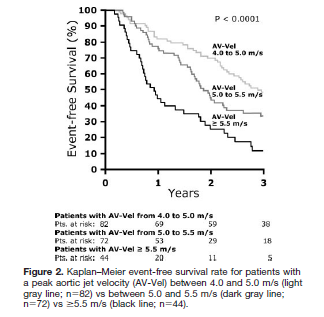 100
P < 0.0001
90
80
AV-Vel
4.0 to 5.0 m/s
70
60
AV-Vel
5.0 to 5.5 m/s
50
40
AV-Vel
≥ 5.5 m/s
30
20
10
0
Event-free Survival (%)
0 1 2 3
Years
Patients with AV-Vel from 4.0 to 5.0 m/s
Pts. at risk: 82 69 59 38
Patients with AV-Vel from 5.0 to 5.5 m/s
Pts. at risk: 72 53 29 18
Patients with AV-Vel ≥ 5.5 m/s
Pts. at risk: 44 20 11 5
Figure 2. Kaplan–Meier event-free survival rate for patients
with a peak aortic jet velocity (AV-Vel) between 4.0 and 5.0 m/s (light
gray line; n=82) vs between 5.0 and 5.5 m/s (dark gray line;
n=72) vs ≥5.5 m/s (black line; n=44).